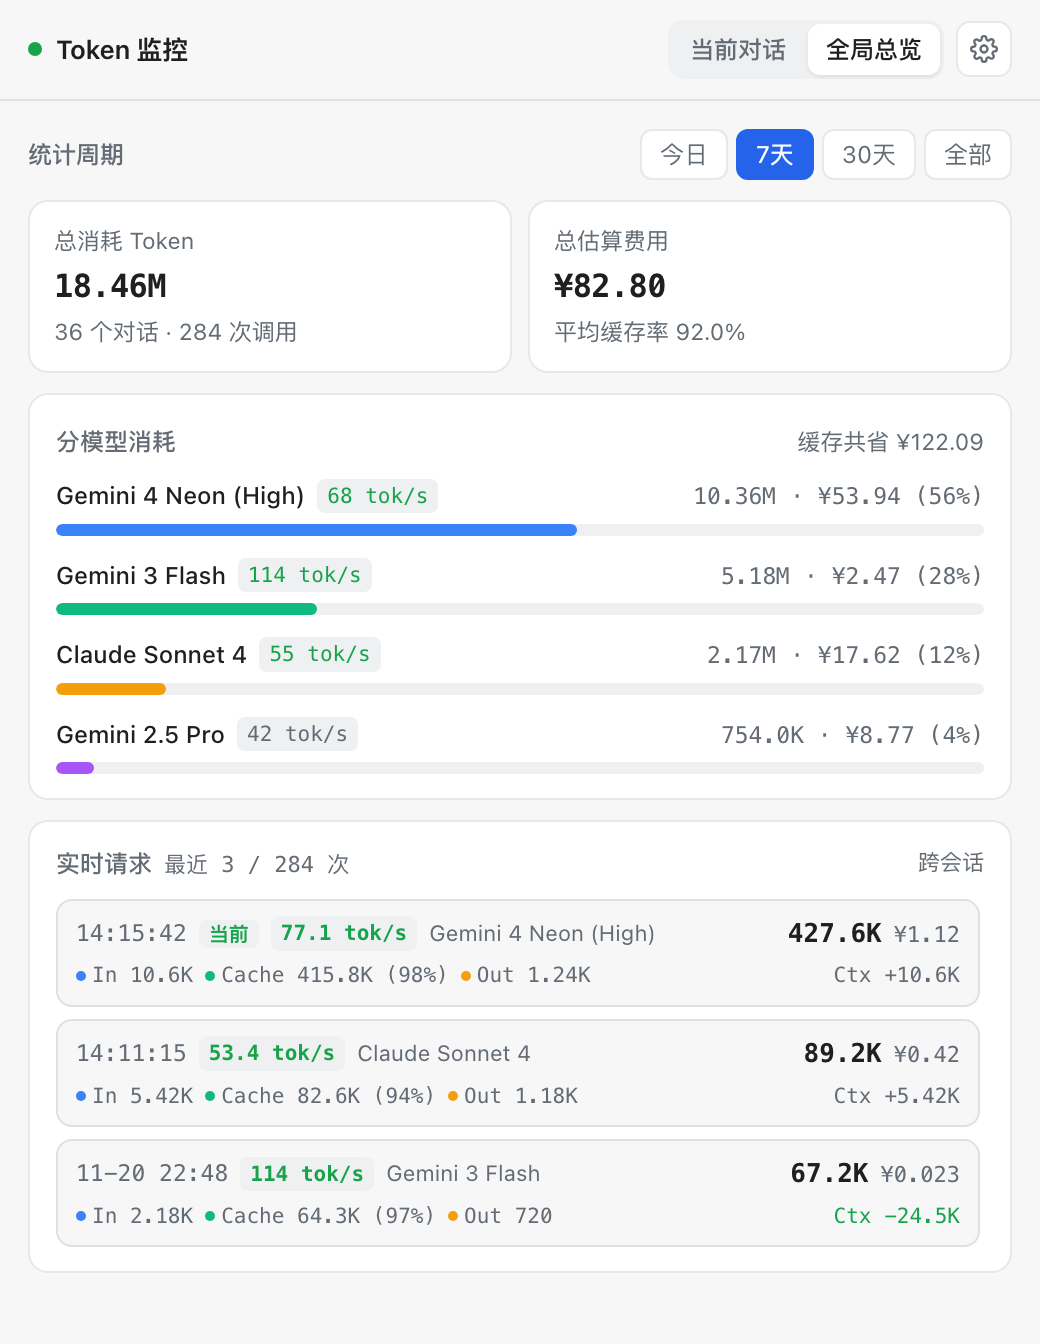 Token 监控
当前对话 全局总览
统计周期
今日 7天 30天 全部
总消耗 Token
18.46M
36 个对话 · 284 次调用
总估算费用
¥82.80
平均缓存率 92.0%
分模型消耗 缓存共省 ¥122.09
Gemini 4 Neon (High) 68 tok/s 10.36M · ¥53.94 (56%)
Gemini 3 Flash 114 tok/s 5.18M · ¥2.47 (28%)
Claude Sonnet 4 55 tok/s 2.17M · ¥17.62 (12%)
Gemini 2.5 Pro 42 tok/s 754.0K · ¥8.77 (4%)
实时请求 最近 3 / 284 次 跨会话
14:15:42 当前 77.1 tok/s Gemini 4 Neon (High) 427.6K ¥1.12
In 10.6K Cache 415.8K (98%) Out 1.24K Ctx +10.6K
14:11:15 53.4 tok/s Claude Sonnet 4 89.2K ¥0.42
In 5.42K Cache 82.6K (94%) Out 1.18K Ctx +5.42K
11-20 22:48 114 tok/s Gemini 3 Flash 67.2K ¥0.023
In 2.18K Cache 64.3K (97%) Out 720 Ctx −24.5K